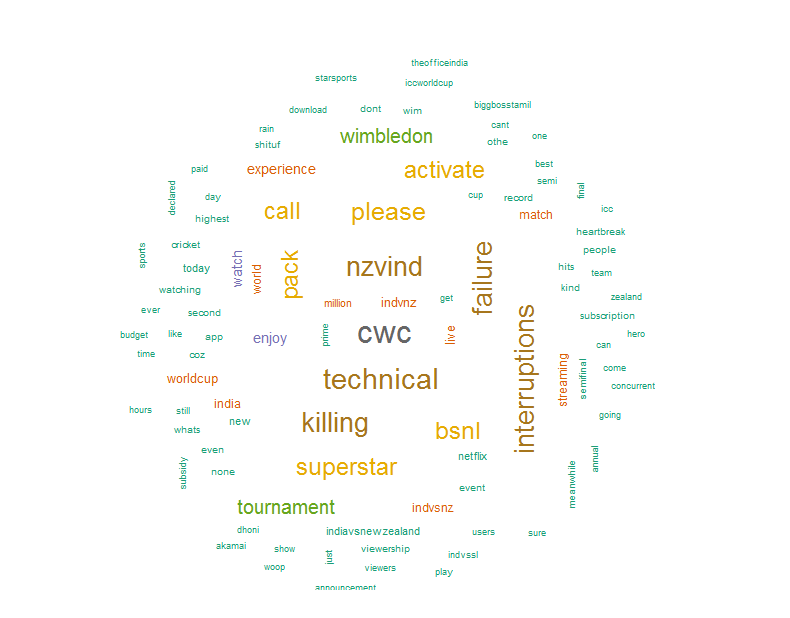 theofficeindia
starsports
iccworldcup
biggbosstamil
download
dont
wim
cant
rain
wimbledon
one
shituf
othe
paid
experience
activate
best
semi
declared
day
cup
record
final
highest
call
please
match
icc
heartbreak
sports
cricket
people
watch
world
pack
nzvind
failure
hits
team
today
kind
watching
million
indvnz
get
zealand
ever
second
subscription
budget
like
app
enjoy
prime
cwc
live
interruptions
hero
can
time
coz
worldcup
technical
streaming
semifinal
come
concurrent
hours
still
india
new
killing
bsnl
going
whats
even
netflix
subsidy
none
superstar
meanwhile
annual
event
tournament
indvsnz
dhoni
indiavsnewzealand
users
sure
akamai
show
just
viewership
indvssl
woop
viewers
play
announcement